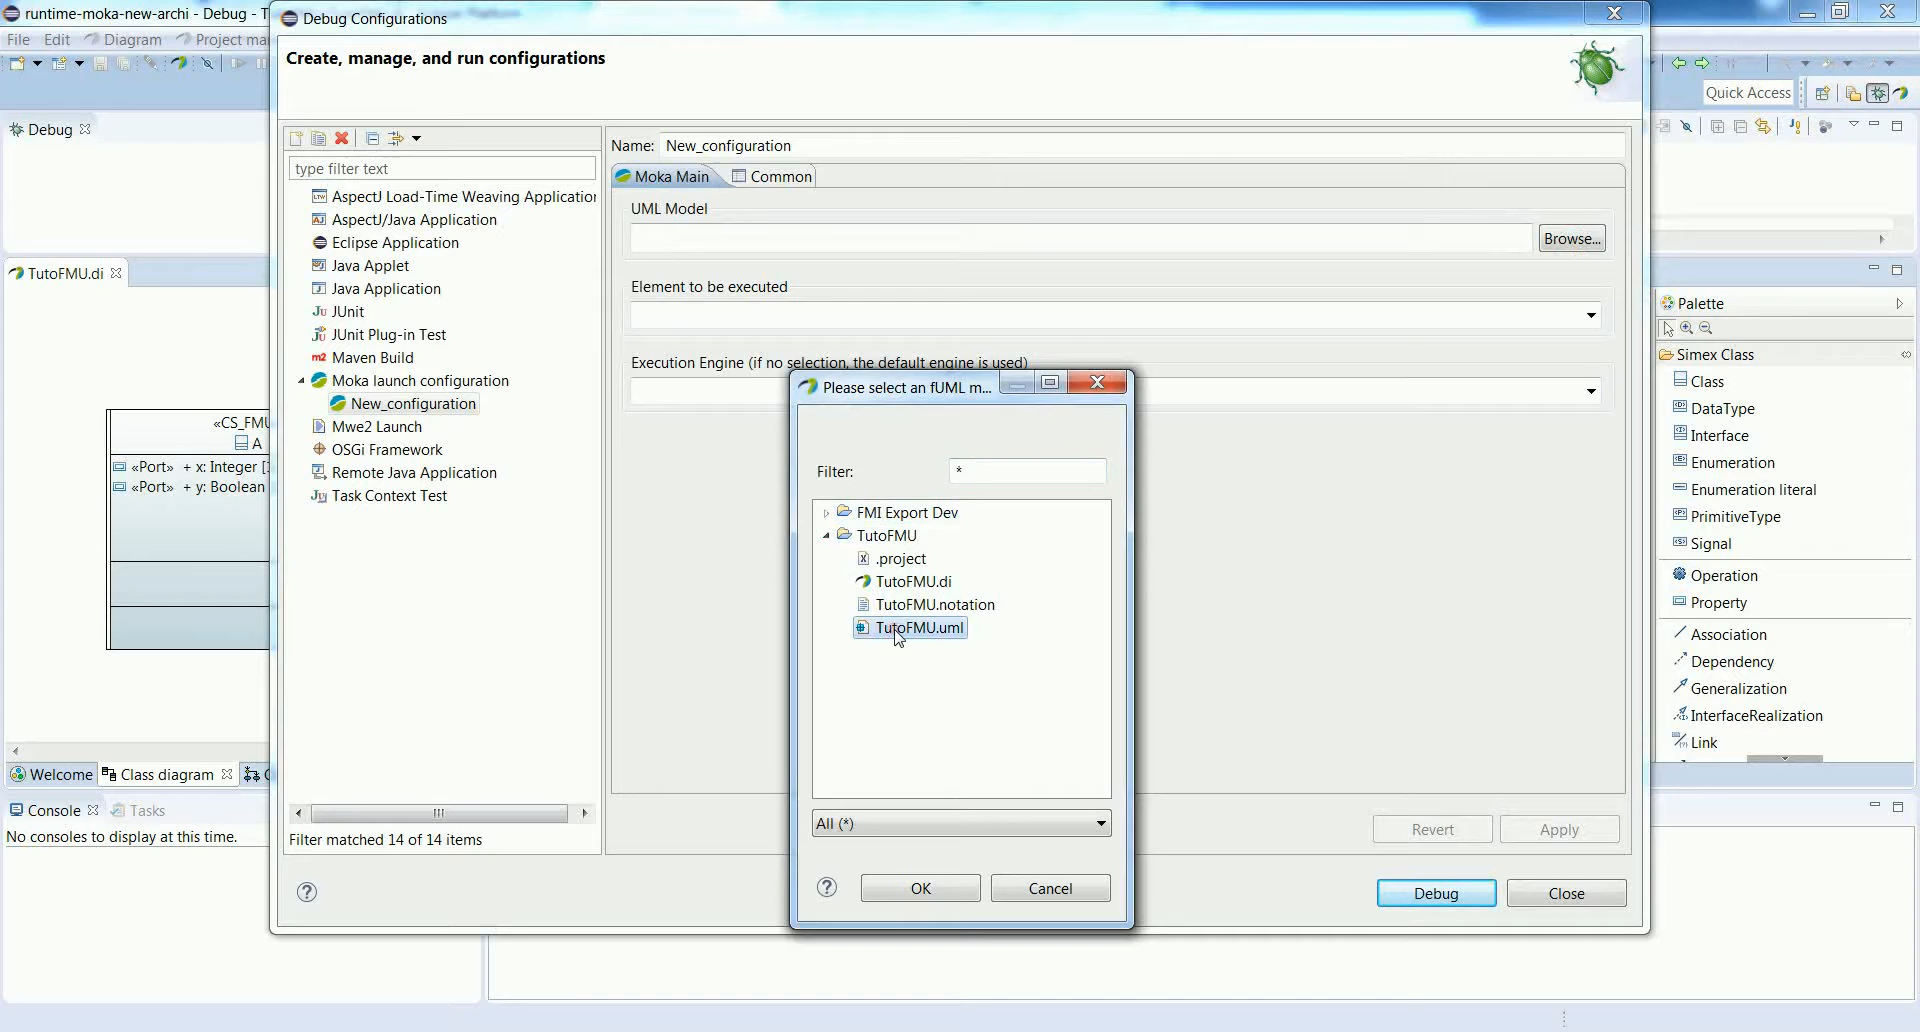 runtime-moka-new-archi - Debug - T
Debug Configurations
File Edit Diagram Project ma
Create, manage, and run configurations
Quick Access
Debug
type filter text
AspectJ Load-Time Weaving Applicatio
AspectJ/Java Application
Eclipse Application
Java Applet
Java Application
JUnit
JUnit Plug-in Test
Maven Build
Moka launch configuration
New_configuration
Mwe2 Launch
OSGi Framework
Remote Java Application
Task Context Test
Filter matched 14 of 14 items
Name: New_configuration
Moka Main Common
UML Model
Browse...
Element to be executed
Execution Engine (if no selection, the default engine is used)
Revert Apply
Debug Close
Please select an fUML m...
Filter: *
FMI Export Dev
TutoFMU
.project
TutoFMU.di
TutoFMU.notation
TutoFMU.uml
All (*)
OK Cancel
TutoFMU.di
«CS_FMU
A
«Port» + x: Integer [
«Port» + y: Boolean
Welcome Class diagram
Console Tasks
No consoles to display at this time.
Palette
Simex Class
Class
DataType
Interface
Enumeration
Enumeration literal
PrimitiveType
Signal
Operation
Property
Association
Dependency
Generalization
InterfaceRealization
Link